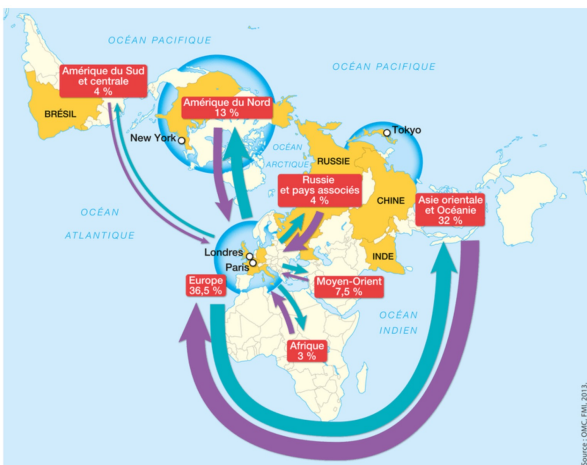 OCÉAN PACIFIQUE
OCÉAN PACIFIQUE
Amérique du Sud
et centrale
4 %
BRÉSIL
Amérique du Nord
13 %
New York
OCÉAN
ARCTIQUE
Tokyo
RUSSIE
Russie
et pays associés
4 %
CHINE
Asie orientale
et Océanie
32 %
OCÉAN
ATLANTIQUE
Londres
Paris
INDE
Europe
36,5 %
Moyen-Orient
7,5 %
OCÉAN
INDIEN
Afrique
3 %
Source : OMC, FMI, 2013.